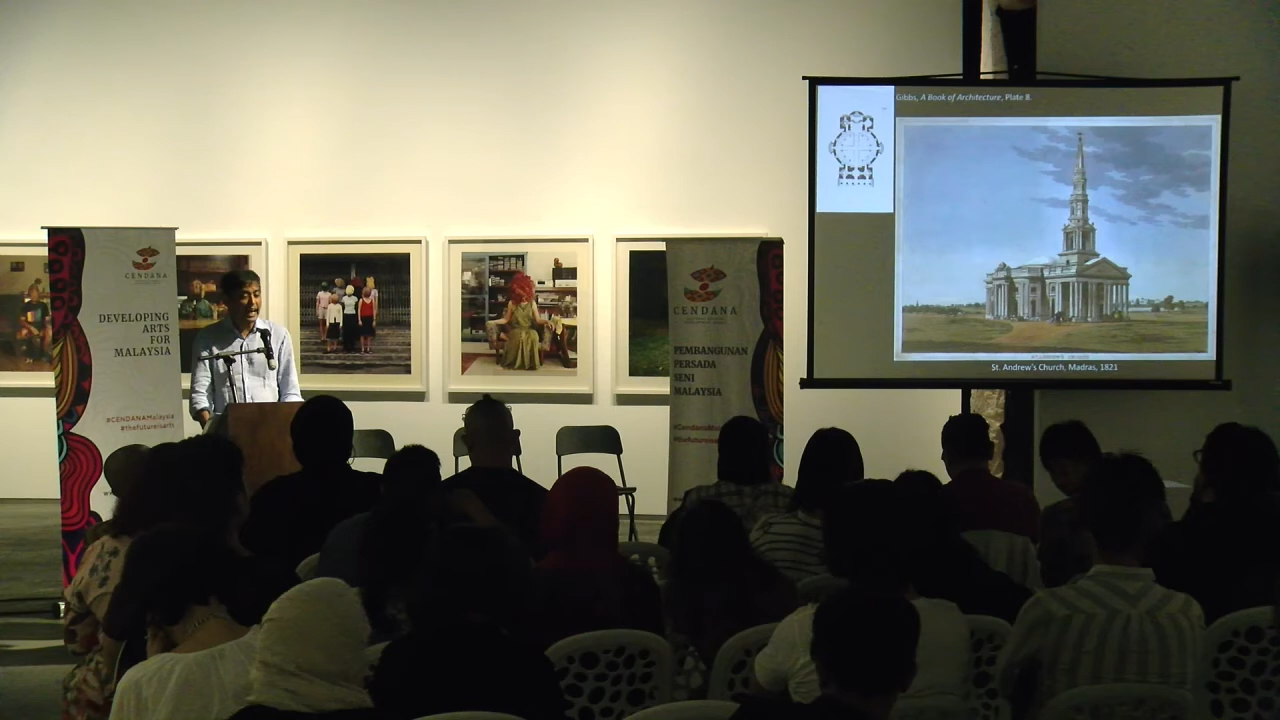 CENDANA
DEVELOPING
ARTS
FOR
MALAYSIA
#CENDANAMalaysia
#thefutureisarts
CENDANA
PEMBANGUNAN
PERSADA
SENI
MALAYSIA
Gibbs, A Book of Architecture, Plate 8.
St. Andrew's Church, Madras, 1821